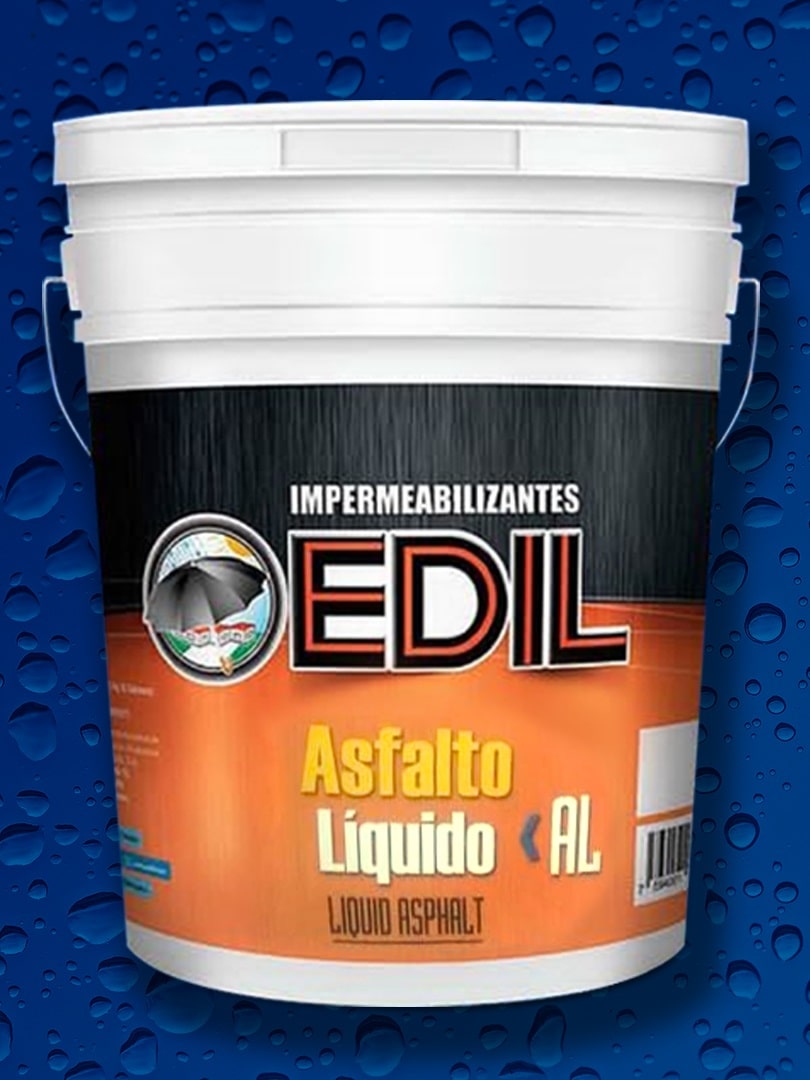 IMPERMEABILIZANTES
EDIL
Asfalto
Líquido
AL
LIQUID ASPHALT